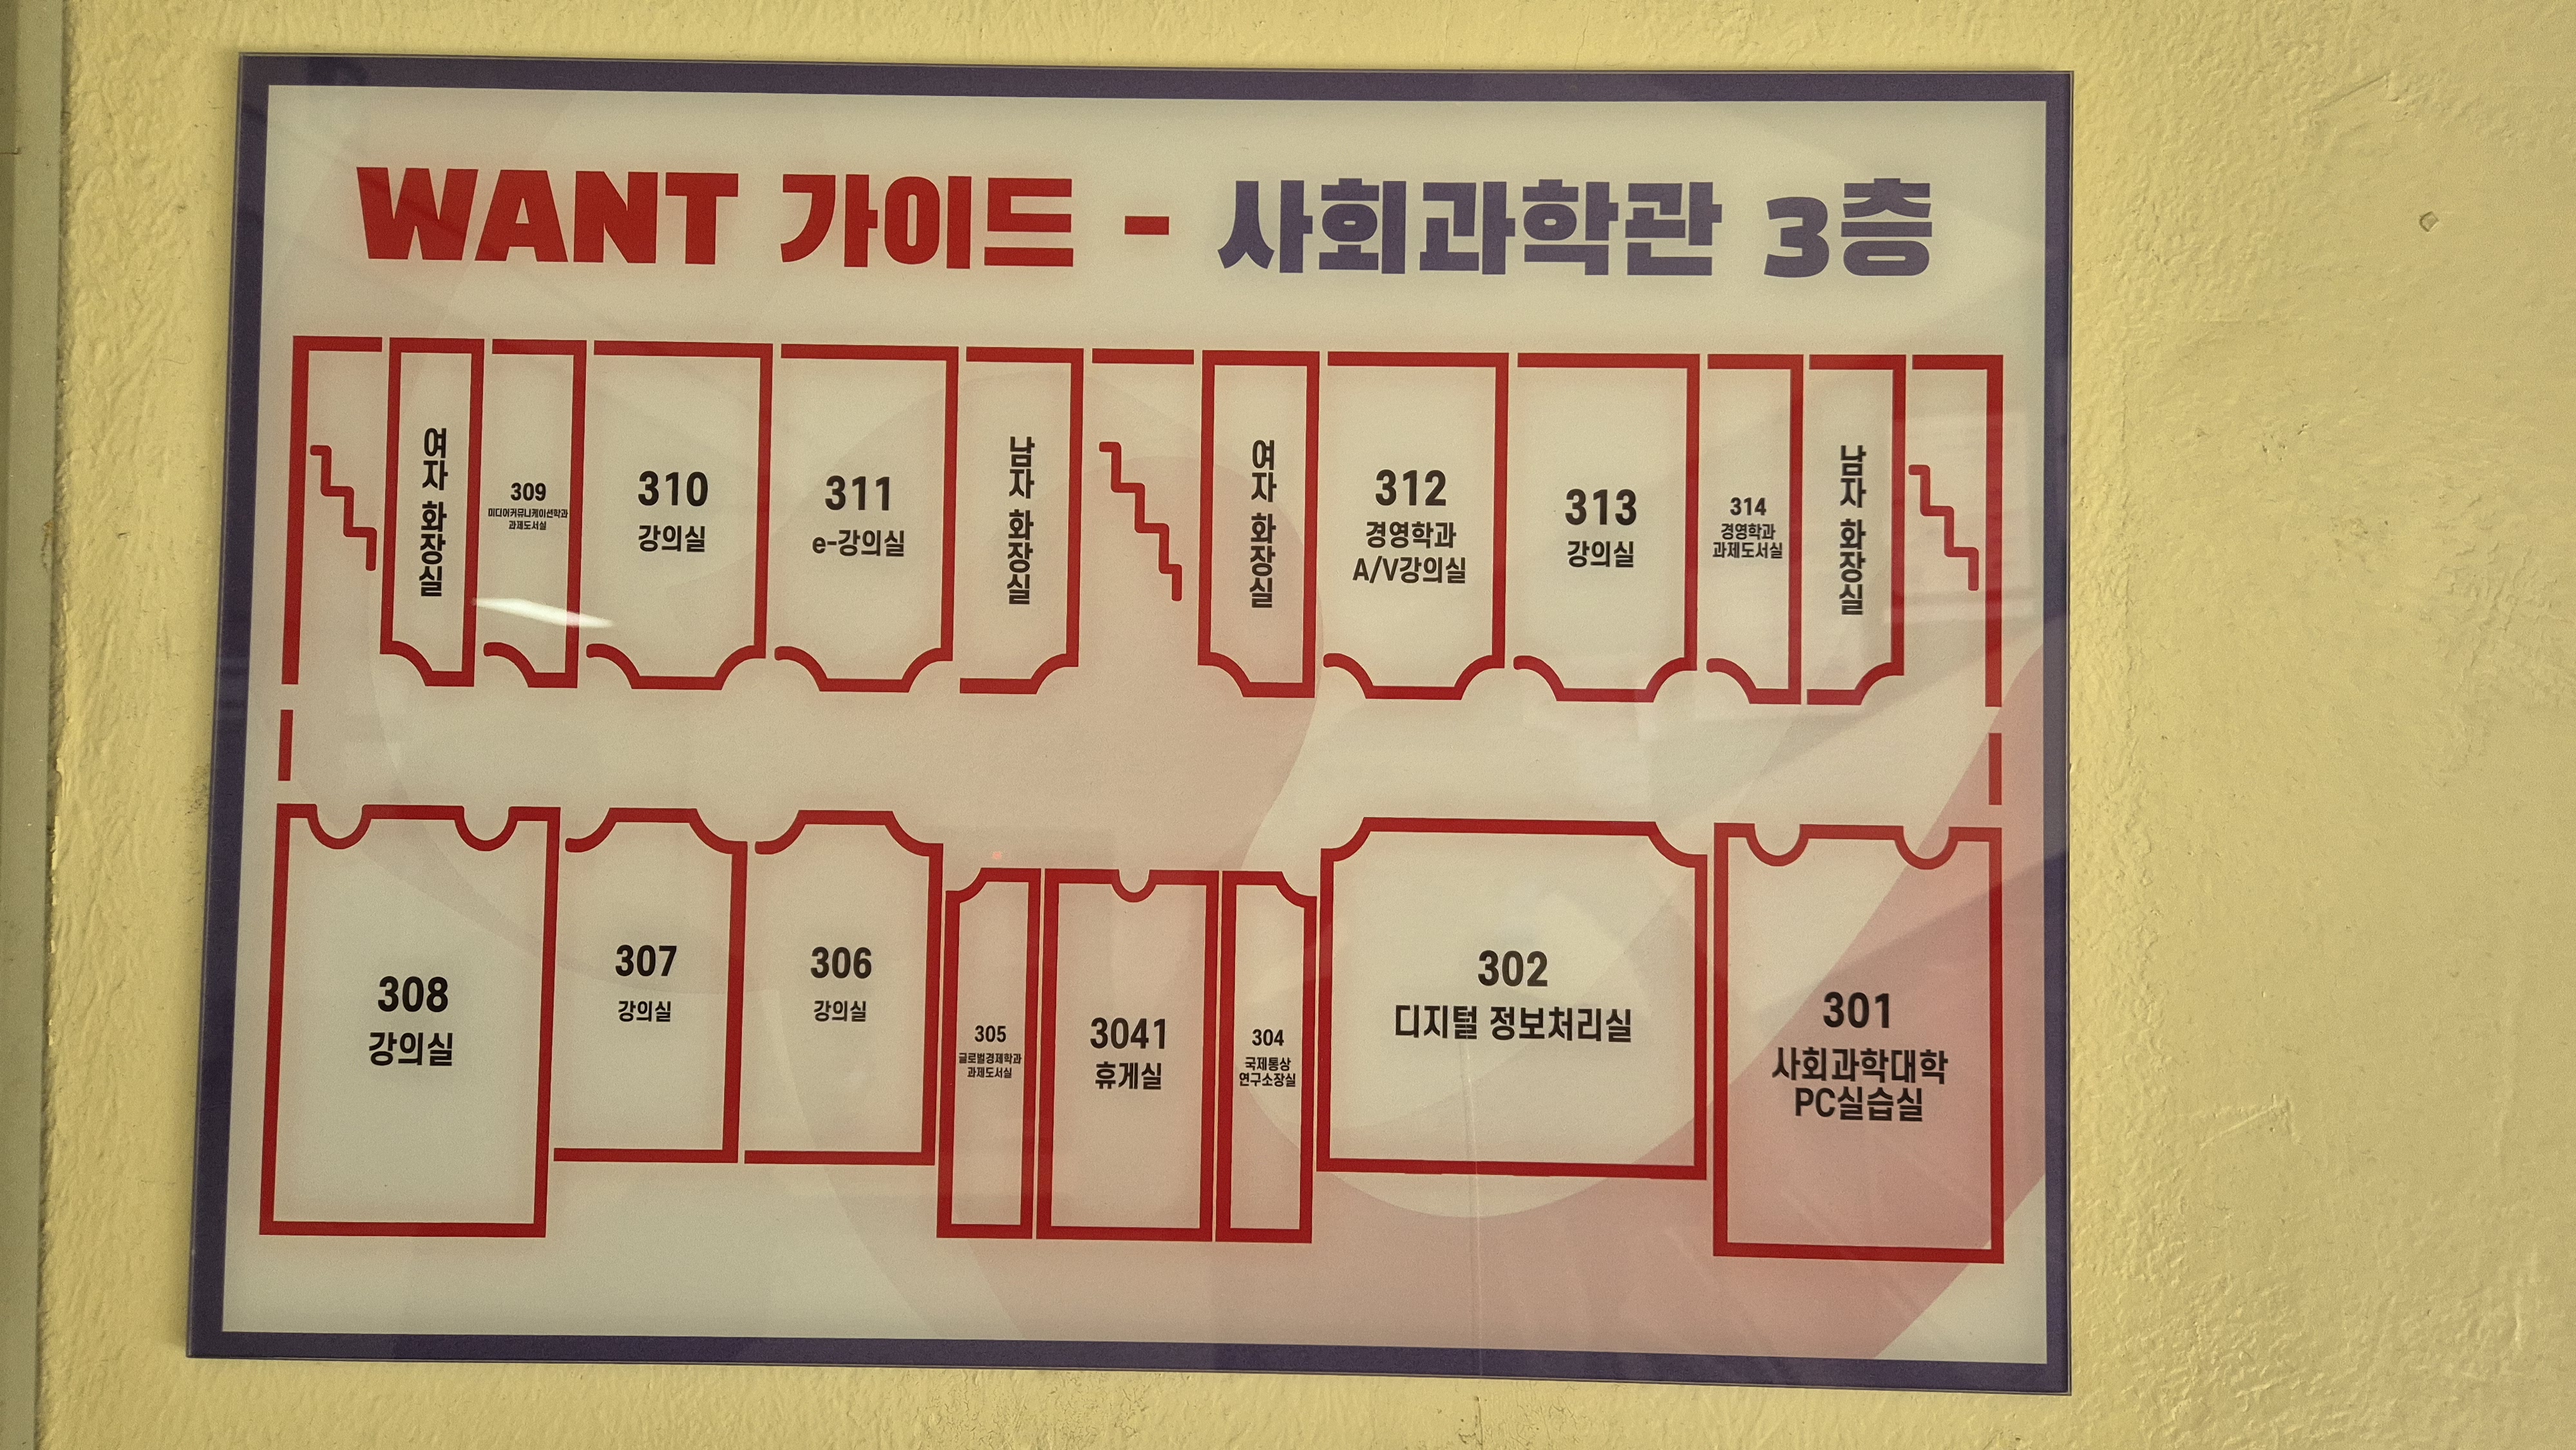 WANT 가이드 - 사회과학관 3층
여자 화장실
309
미디어커뮤니케이션학과
과제도서실
310
강의실
311
e-강의실
남자 화장실
여자 화장실
312
경영학과
A/V강의실
313
강의실
314
경영학과
과제도서실
남자 화장실
308
강의실
307
강의실
306
강의실
305
글로벌경제학과
과제도서실
3041
휴게실
304
국제통상
연구소장실
302
디지털 정보처리실
301
사회과학대학
PC실습실